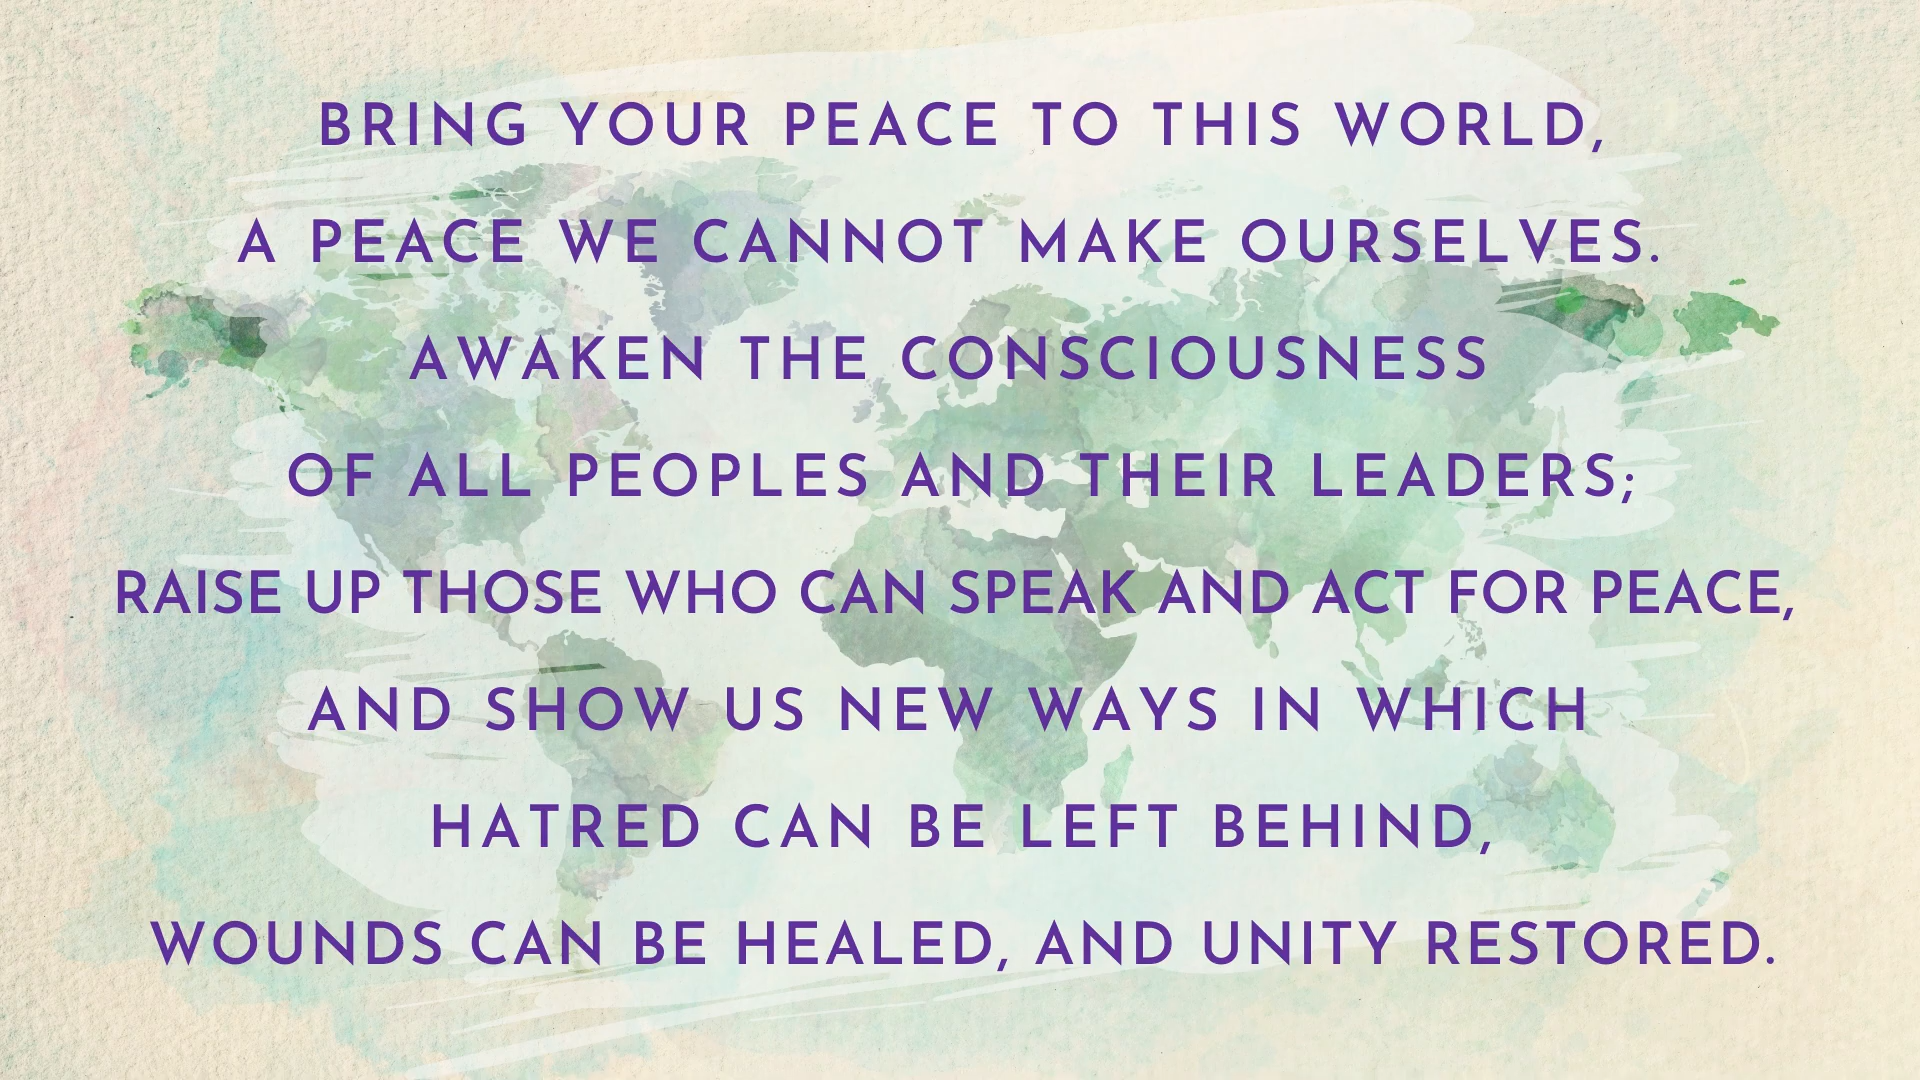 BRING YOUR PEACE TO THIS WORLD,
A PEACE WE CANNOT MAKE OURSELVES.
AWAKEN THE CONSCIOUSNESS
OF ALL PEOPLES AND THEIR LEADERS;
RAISE UP THOSE WHO CAN SPEAK AND ACT FOR PEACE,
AND SHOW US NEW WAYS IN WHICH
HATRED CAN BE LEFT BEHIND,
WOUNDS CAN BE HEALED, AND UNITY RESTORED.